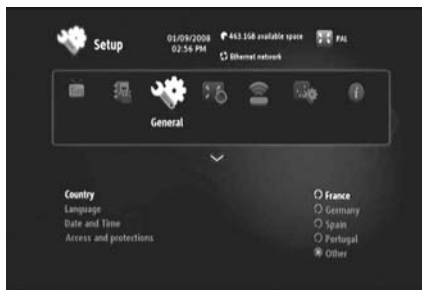 Setup
01/09/2008
02:56 PM
463.1GB available space
Ethernet network
PAL
General
Country
Language
Date and Time
Access and protections
France
Germany
Spain
Portugal
Other